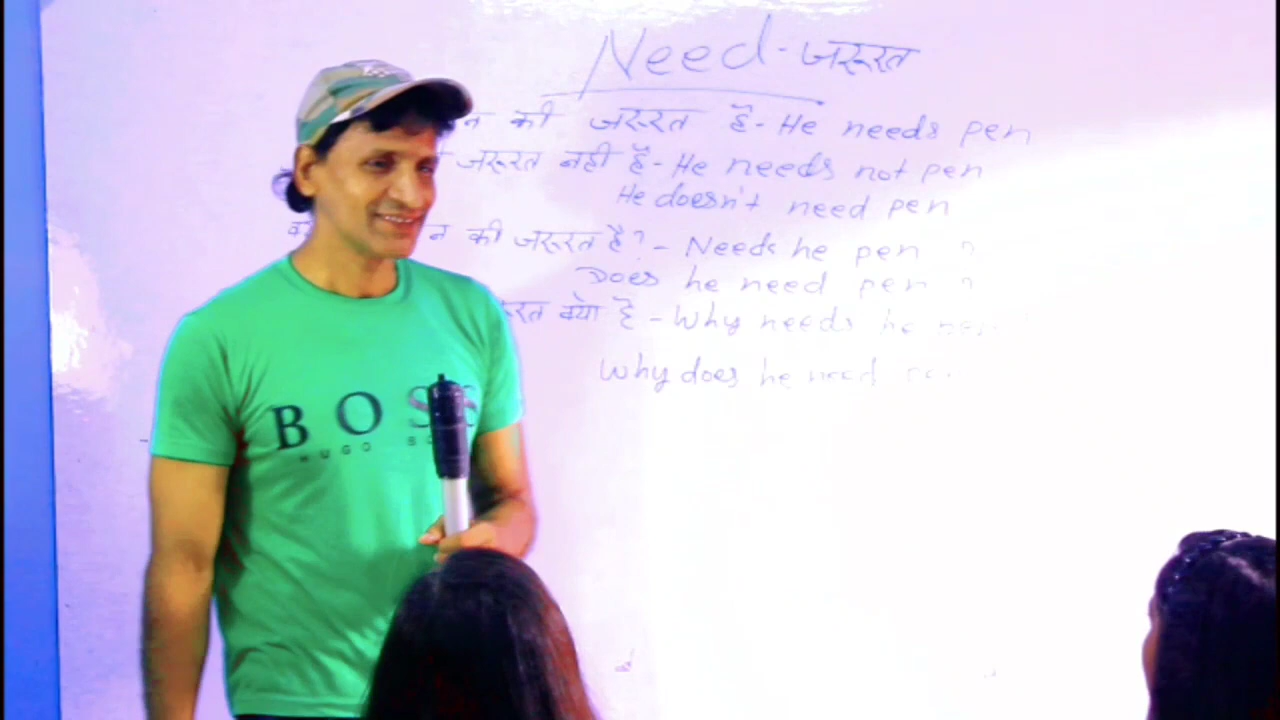 Need - जरूरत
न की जरूरत है - He needs pen
जरूरत नही है - He needs not pen
He doesn't need pen
न की जरूरत है? - Needs he pen ?
Does he need pen ?
क्यो है - Why needs he
Why does he need
BOSS
HUGO